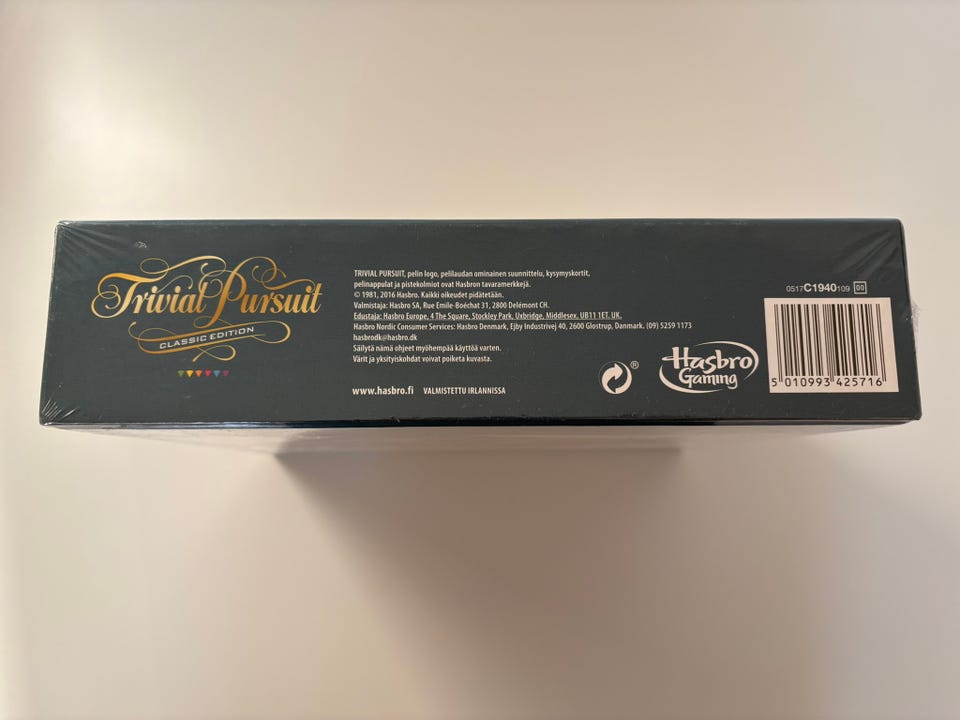 Trivial Pursuit
CLASSIC EDITION
TRIVIAL PURSUIT, pelin logo, pelilaudan ominainen suunnittelu, kysymyskortit,
pelinappulat ja pistekolmiot ovat Hasbron tavaramerkkejä.
© 1981, 2016 Hasbro. Kaikki oikeudet pidätetään.
Valmistaja: Hasbro SA, Rue Emile-Boéchat 31, 2800 Delémont CH.
Edustaja: Hasbro Europe, 4 The Square, Stockley Park, Uxbridge, Middlesex, UB11 1ET. UK.
Hasbro Nordic Consumer Services: Hasbro Denmark, Ejby Industrivej 40, 2600 Glostrup, Danmark. (09) 5259 1173
hasbrodk@hasbro.dk
Säilytä nämä ohjeet myöhempää käyttöä varten.
Värit ja yksityiskohdat voivat poiketa kuvasta.
www.hasbro.fi VALMISTETTU IRLANNISSA
®
Hasbro
Gaming
0517C1940109 00
5 010993 425716